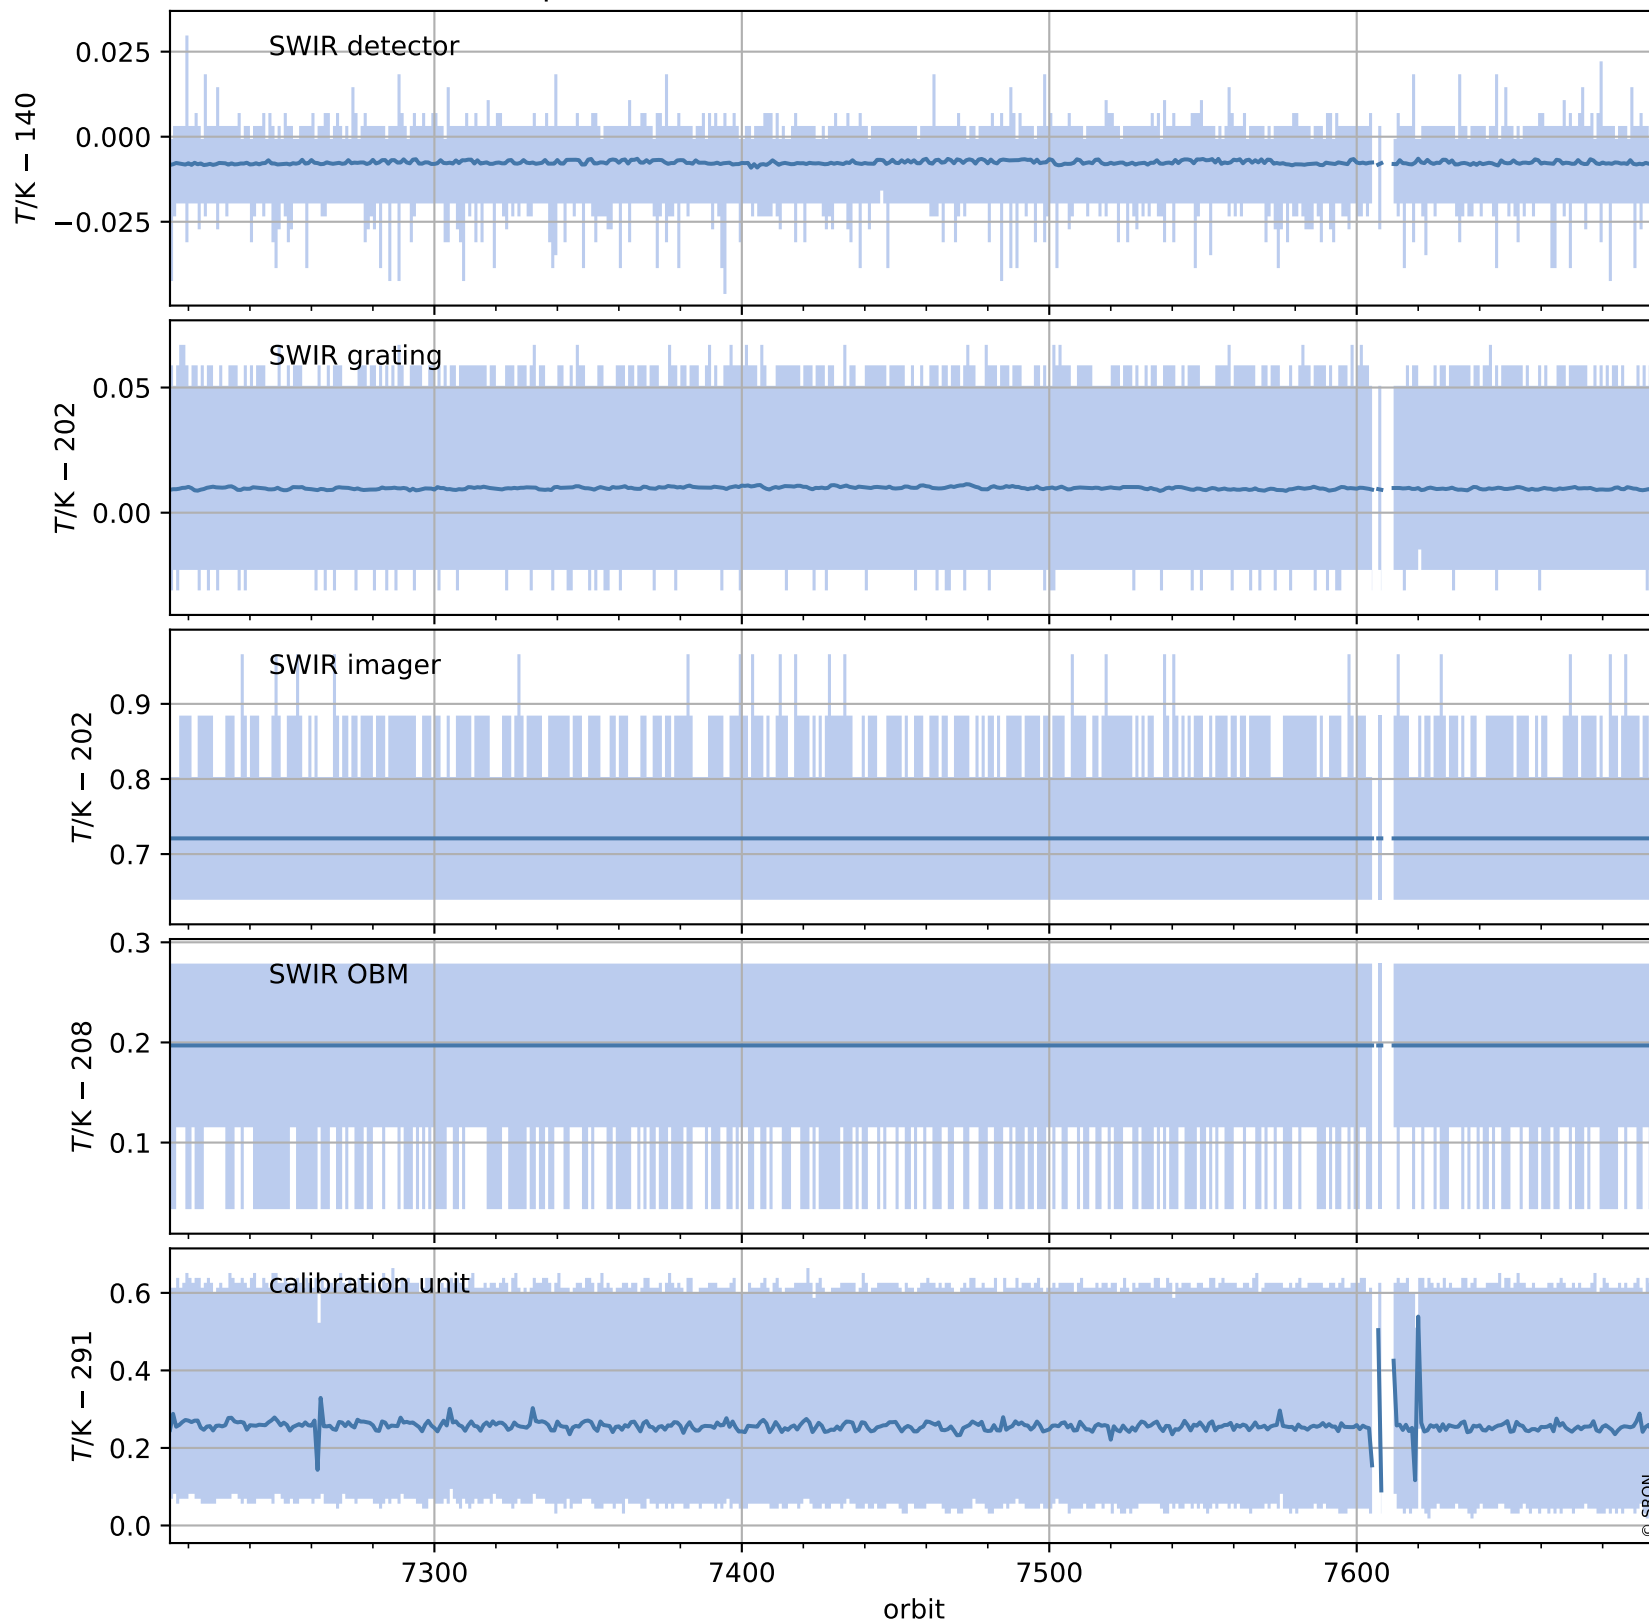 SWIR detector
0.025
0.000
−0.025
T/K − 140
SWIR grating
0.05
0.00
T/K − 202
SWIR imager
0.9
0.8
0.7
T/K − 202
SWIR OBM
0.3
0.2
0.1
T/K − 208
calibration unit
0.6
0.4
0.2
0.0
T/K − 291
7300
7400
7500
7600
orbit
© SRON